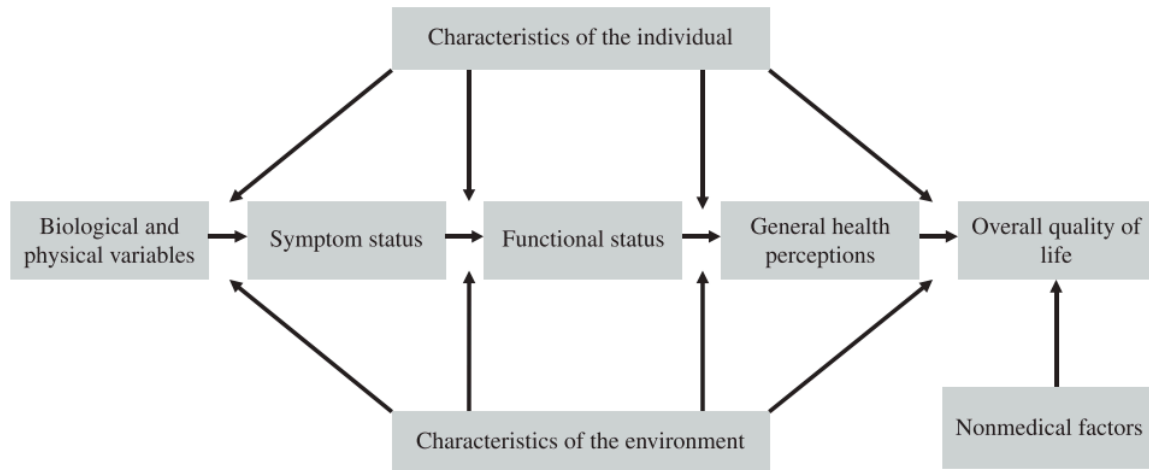 Characteristics of the individual
Biological and
physical variables
Symptom status
Functional status
General health
perceptions
Overall quality of
life
Characteristics of the environment
Nonmedical factors